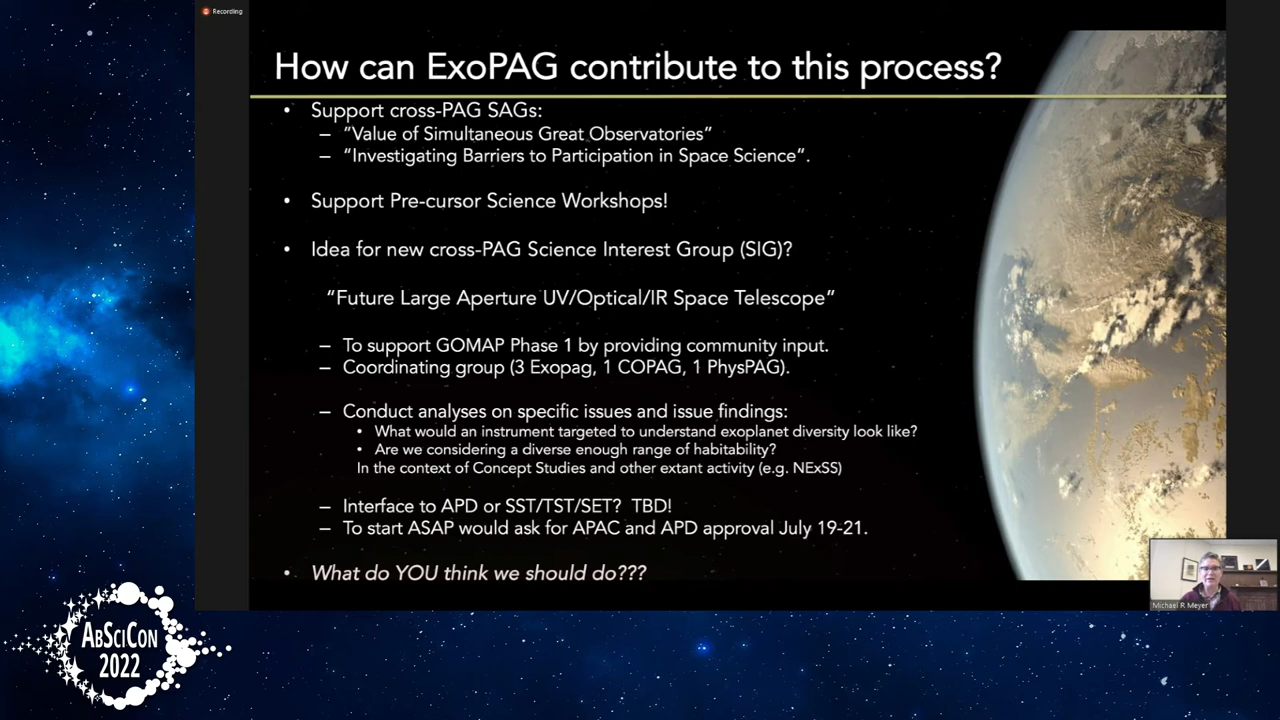 Recording
How can ExoPAG contribute to this process?
• Support cross-PAG SAGs:
– "Value of Simultaneous Great Observatories"
– "Investigating Barriers to Participation in Space Science".
• Support Pre-cursor Science Workshops!
• Idea for new cross-PAG Science Interest Group (SIG)?
"Future Large Aperture UV/Optical/IR Space Telescope"
– To support GOMAP Phase 1 by providing community input.
– Coordinating group (3 Exopag, 1 COPAG, 1 PhysPAG).
– Conduct analyses on specific issues and issue findings:
• What would an instrument targeted to understand exoplanet diversity look like?
• Are we considering a diverse enough range of habitability?
In the context of Concept Studies and other extant activity (e.g. NExSS)
– Interface to APD or SST/TST/SET? TBD!
– To start ASAP would ask for APAC and APD approval July 19-21.
• What do YOU think we should do???
Michael R Meyer
AbSciCon
2022